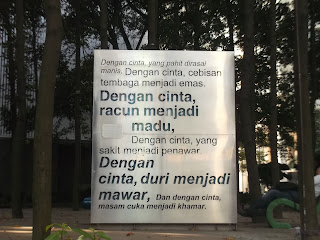 Dengan cinta, yang pahit dirasai
manis. Dengan cinta, cebisan
tembaga menjadi emas.
Dengan cinta,
racun menjadi
madu,
Dengan cinta, yang
sakit menjadi penawar.
Dengan
cinta, duri menjadi
mawar, Dan dengan cinta,
masam cuka menjadi khamar.